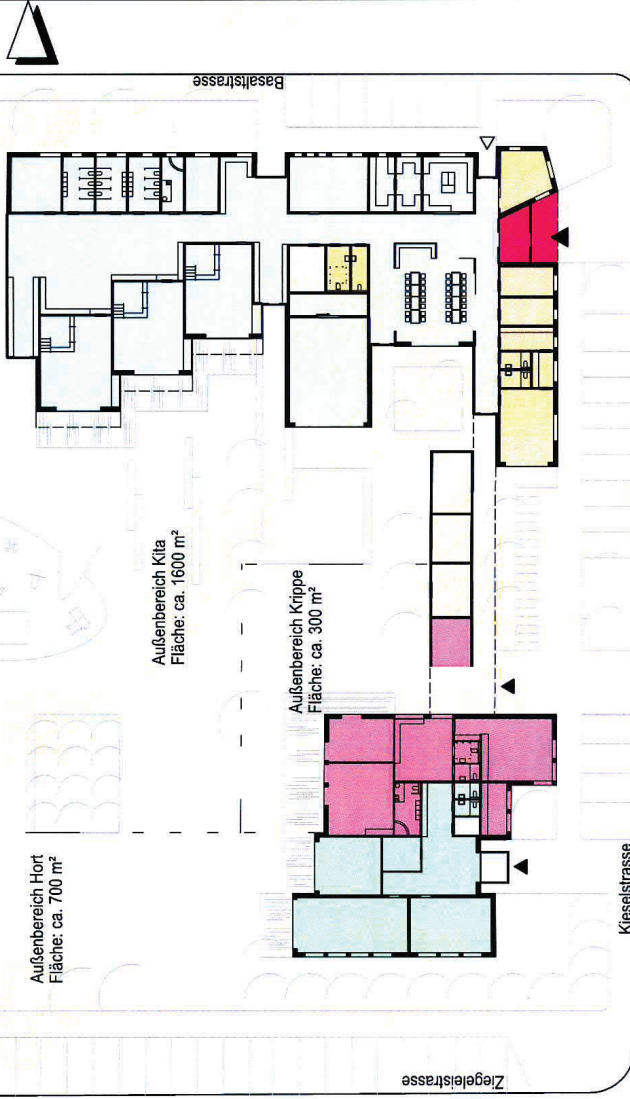 Basaltstrasse
Außenbereich Kita
Fläche: ca. 1600 m²
Außenbereich Krippe
Fläche: ca. 300 m²
Außenbereich Hort
Fläche: ca. 700 m²
Kieselstrasse
Ziegeleistrasse